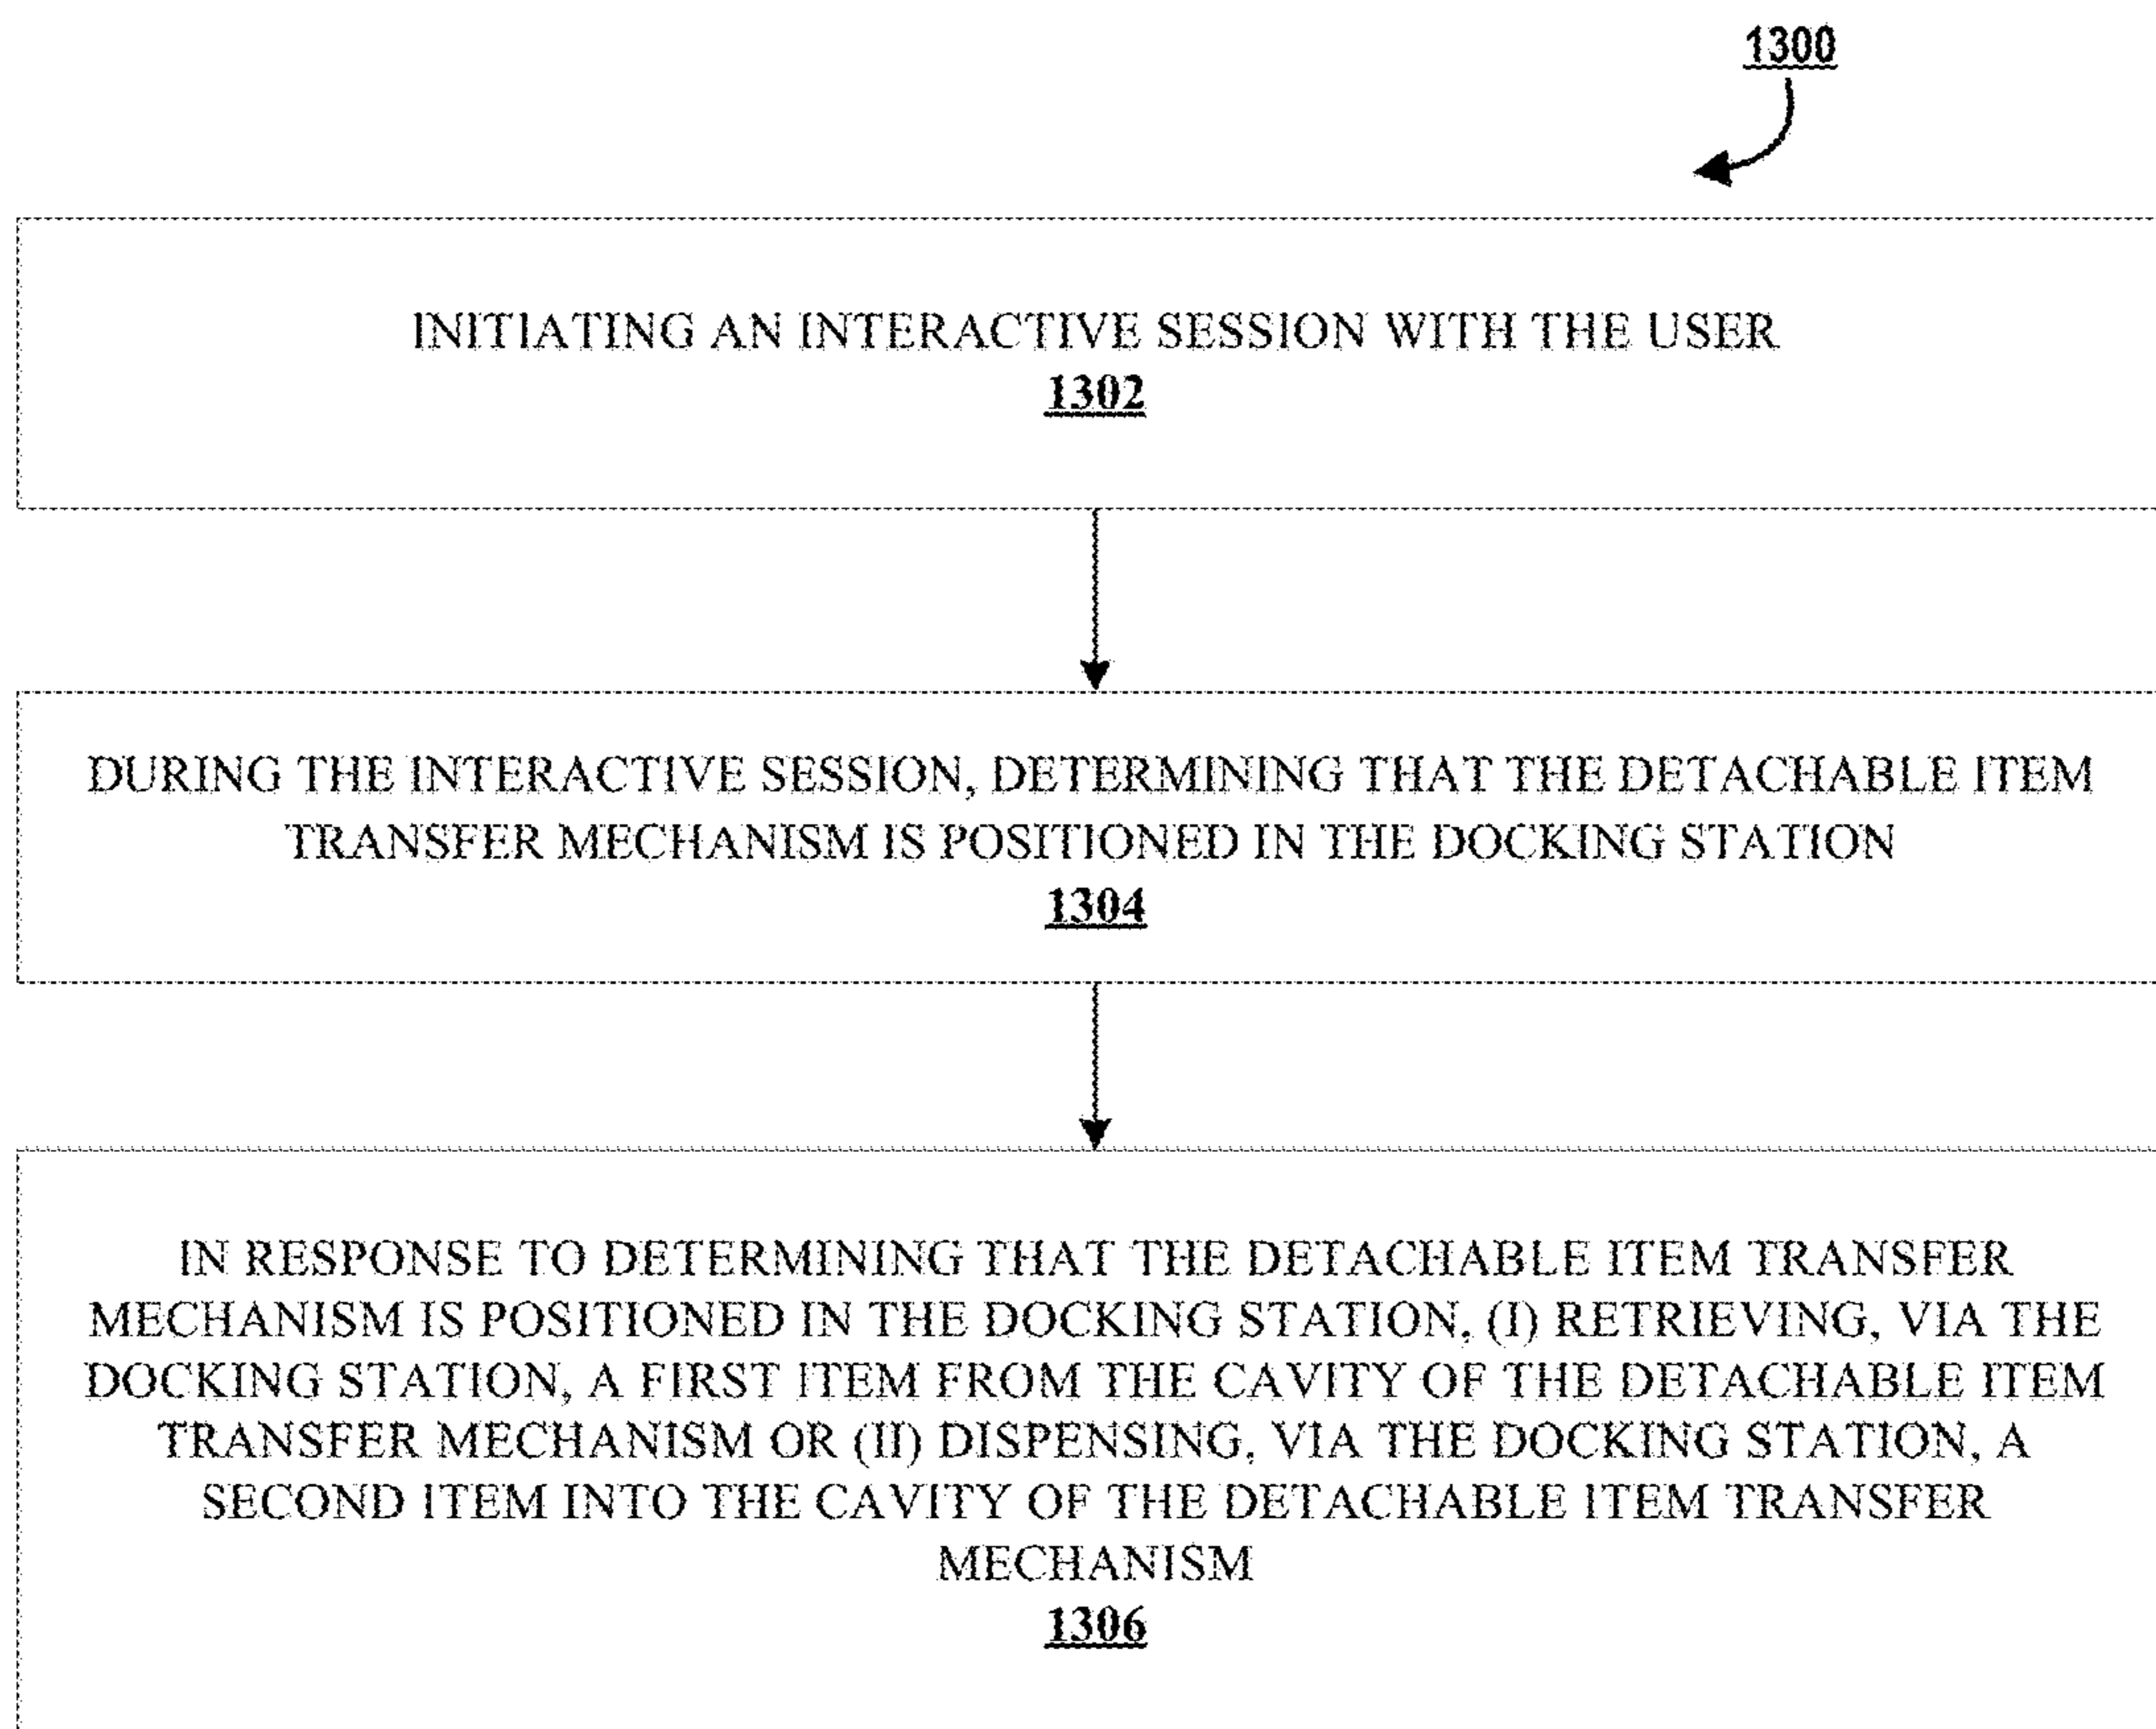 1300
INITIATING AN INTERACTIVE SESSION WITH THE USER
1302
DURING THE INTERACTIVE SESSION, DETERMINING THAT THE DETACHABLE ITEM
TRANSFER MECHANISM IS POSITIONED IN THE DOCKING STATION
1304
IN RESPONSE TO DETERMINING THAT THE DETACHABLE ITEM TRANSFER
MECHANISM IS POSITIONED IN THE DOCKING STATION, (I) RETRIEVING, VIA THE
DOCKING STATION, A FIRST ITEM FROM THE CAVITY OF THE DETACHABLE ITEM
TRANSFER MECHANISM OR (II) DISPENSING, VIA THE DOCKING STATION, A
SECOND ITEM INTO THE CAVITY OF THE DETACHABLE ITEM TRANSFER
MECHANISM
1306